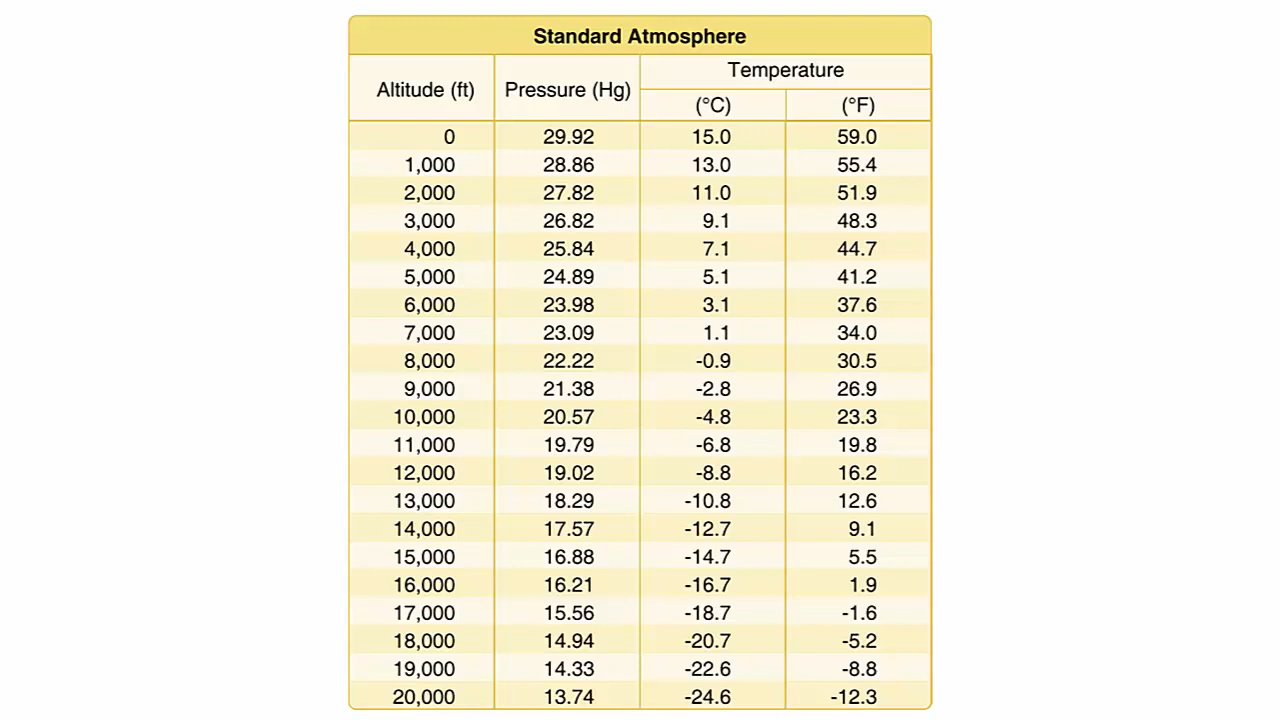 Standard Atmosphere
Altitude (ft) Pressure (Hg) Temperature
(°C) (°F)
0 29.92 15.0 59.0
1,000 28.86 13.0 55.4
2,000 27.82 11.0 51.9
3,000 26.82 9.1 48.3
4,000 25.84 7.1 44.7
5,000 24.89 5.1 41.2
6,000 23.98 3.1 37.6
7,000 23.09 1.1 34.0
8,000 22.22 -0.9 30.5
9,000 21.38 -2.8 26.9
10,000 20.57 -4.8 23.3
11,000 19.79 -6.8 19.8
12,000 19.02 -8.8 16.2
13,000 18.29 -10.8 12.6
14,000 17.57 -12.7 9.1
15,000 16.88 -14.7 5.5
16,000 16.21 -16.7 1.9
17,000 15.56 -18.7 -1.6
18,000 14.94 -20.7 -5.2
19,000 14.33 -22.6 -8.8
20,000 13.74 -24.6 -12.3